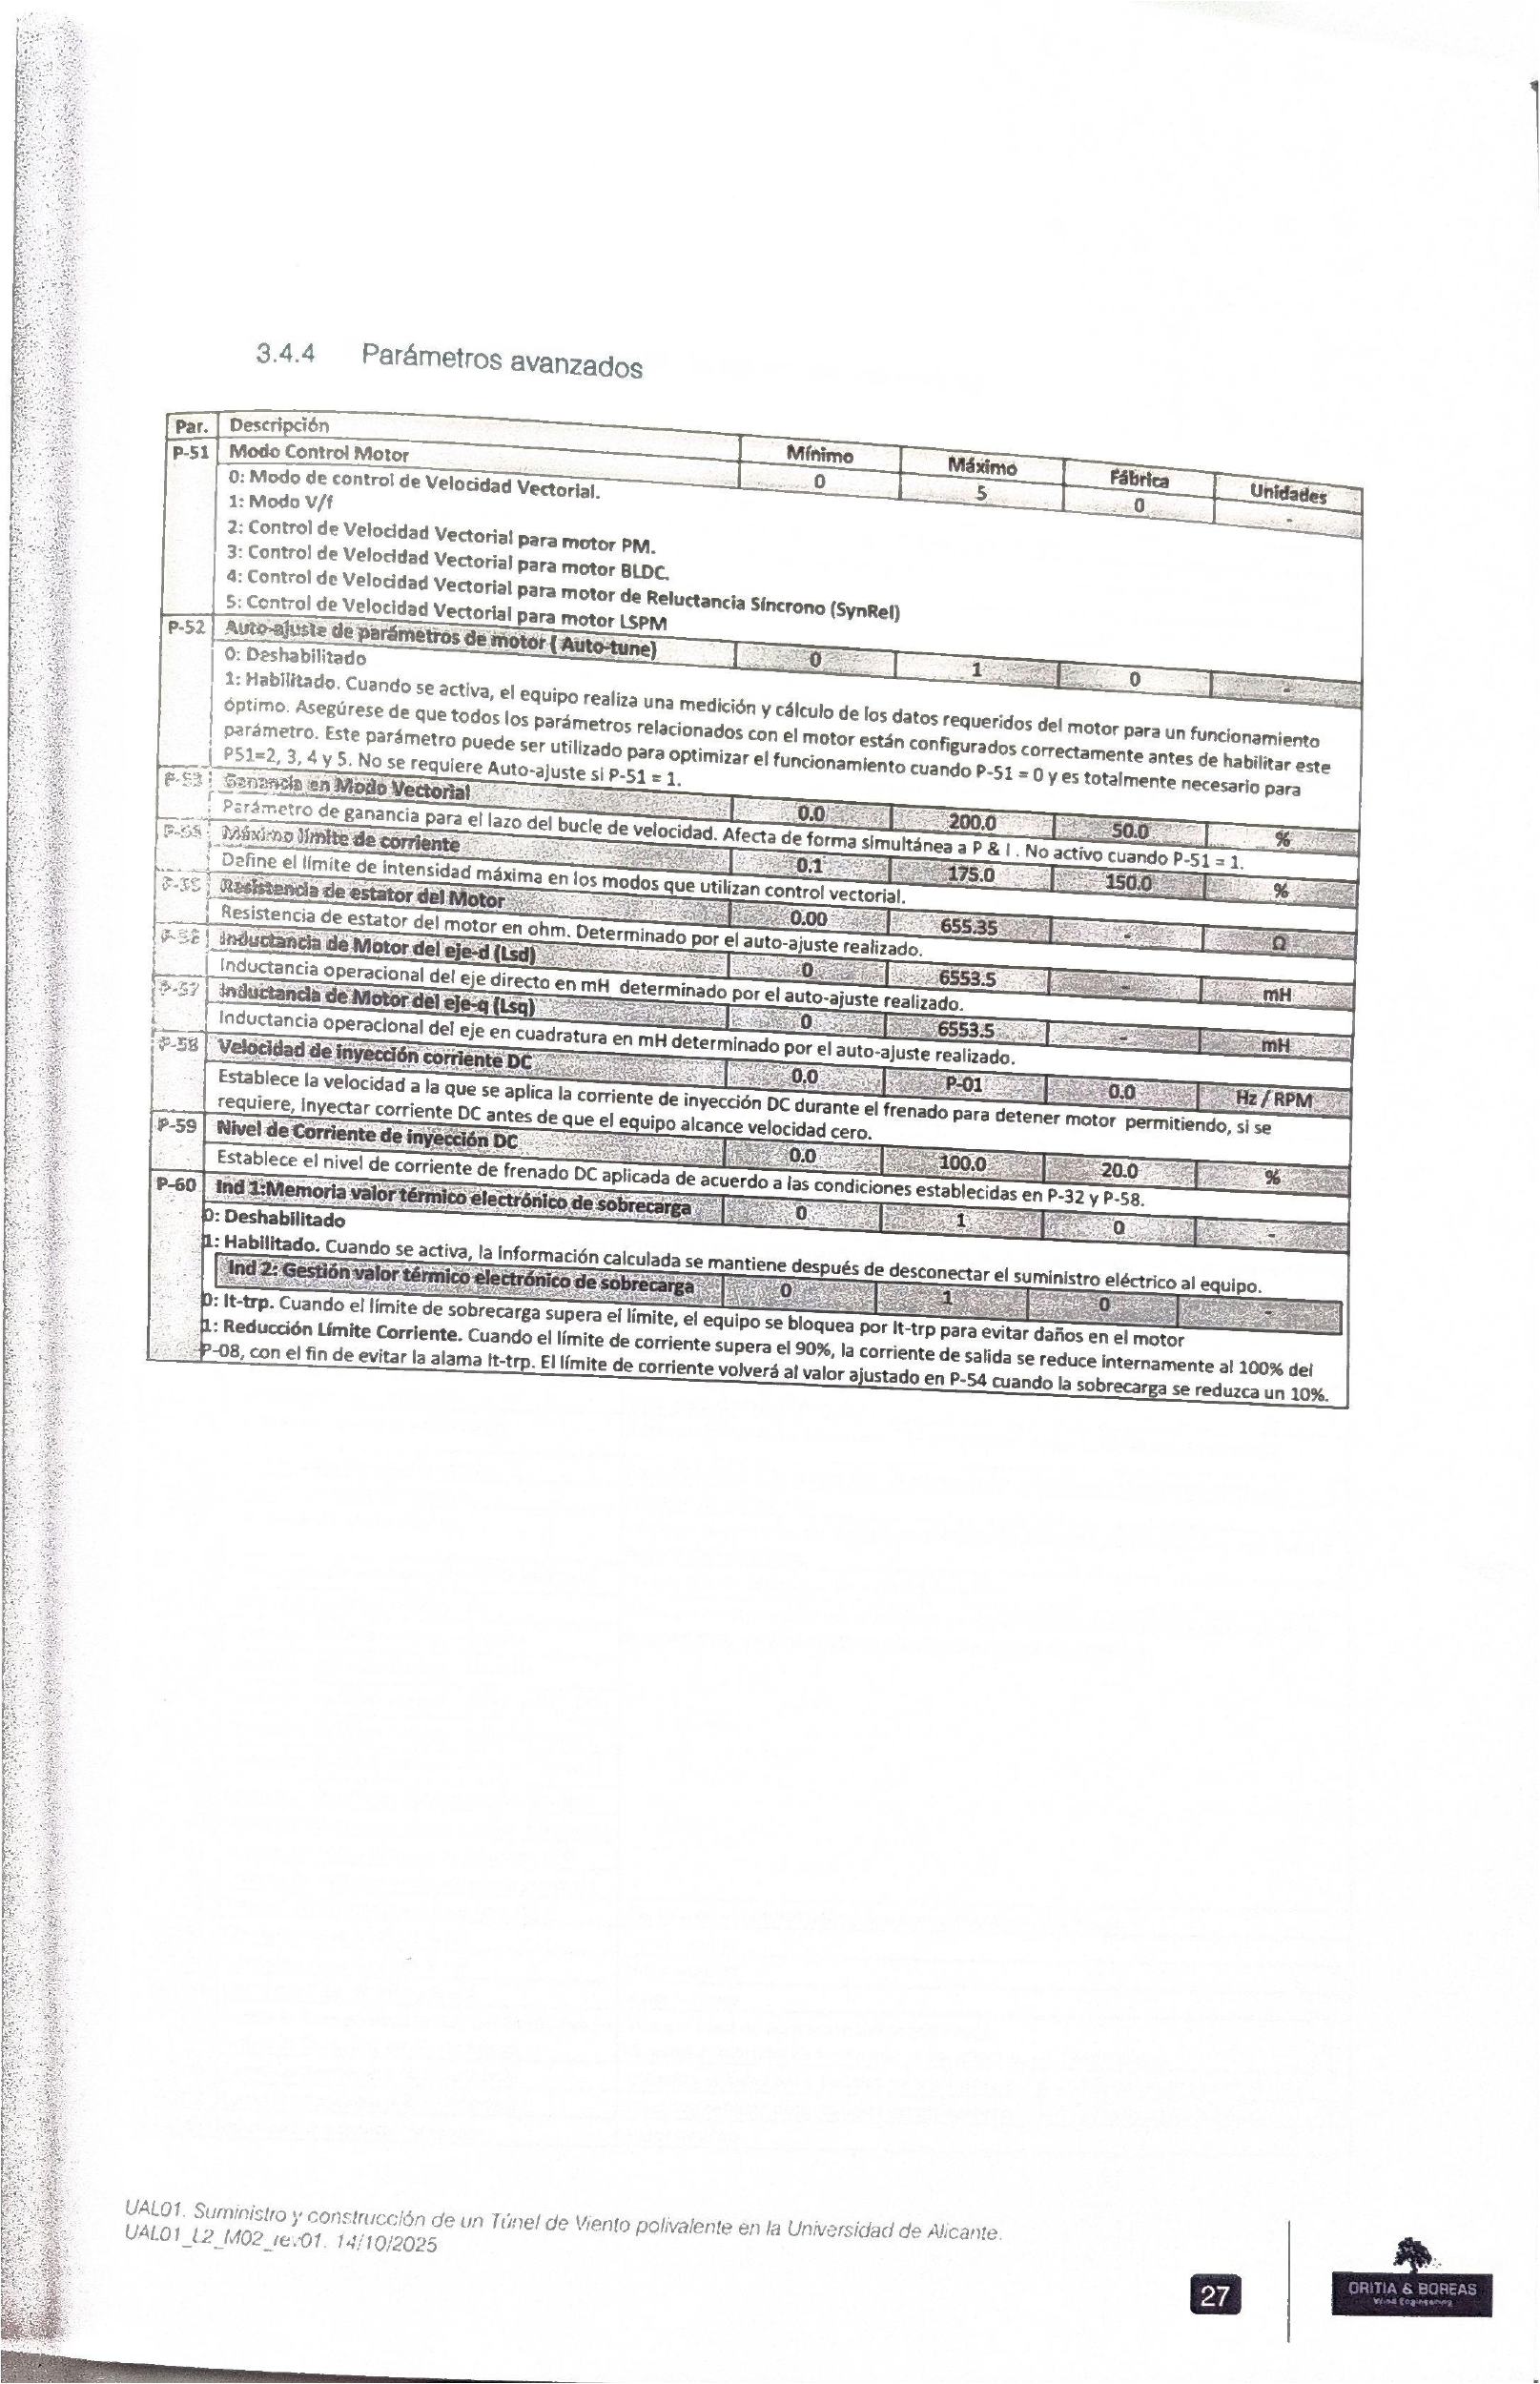 3.4.4 Parámetros avanzados
Par. Descripción Mínimo Máximo Fábrica Unidades
P-51 Modo Control Motor 0 5 0 -
0: Modo de control de Velocidad Vectorial.
1: Modo V/f
2: Control de Velocidad Vectorial para motor PM.
3: Control de Velocidad Vectorial para motor BLDC.
4: Control de Velocidad Vectorial para motor de Reluctancia Síncrono (SynRel)
5: Control de Velocidad Vectorial para motor LSPM
P-52 Auto-ajuste de parámetros de motor ( Auto-tune) 0 1 0 -
0: Deshabilitado
1: Habilitado. Cuando se activa, el equipo realiza una medición y cálculo de los datos requeridos del motor para un funcionamiento
óptimo. Asegúrese de que todos los parámetros relacionados con el motor están configurados correctamente antes de habilitar este
parámetro. Este parámetro puede ser utilizado para optimizar el funcionamiento cuando P-51 = 0 y es totalmente necesario para
P51=2, 3, 4 y 5. No se requiere Auto-ajuste si P-51 = 1.
P-53 Ganancia en Modo Vectorial 0.0 200.0 50.0 %
Parámetro de ganancia para el lazo del bucle de velocidad. Afecta de forma simultánea a P & I . No activo cuando P-51 = 1.
Máximo límite de corriente 0.1 175.0 150.0 %
Define el límite de intensidad máxima en los modos que utilizan control vectorial.
P-55 Resistencia de estator del Motor 0.00 655.35 - Ω
Resistencia de estator del motor en ohm. Determinado por el auto-ajuste realizado.
P-56 Inductancia de Motor del eje-d (Lsd) 0 6553.5 - mH
Inductancia operacional del eje directo en mH determinado por el auto-ajuste realizado.
P-57 Inductancia de Motor del eje-q (Lsq) 0 6553.5 - mH
Inductancia operacional del eje en cuadratura en mH determinado por el auto-ajuste realizado.
P-58 Velocidad de inyección corriente DC 0.0 P-01 0.0 Hz / RPM
Establece la velocidad a la que se aplica la corriente de inyección DC durante el frenado para detener motor permitiendo, si se
requiere, inyectar corriente DC antes de que el equipo alcance velocidad cero.
P-59 Nivel de Corriente de inyección DC 0.0 100.0 20.0 %
Establece el nivel de corriente de frenado DC aplicada de acuerdo a las condiciones establecidas en P-32 y P-58.
P-60 Ind 1:Memoria valor térmico electrónico de sobrecarga 0 1 0 -
0: Deshabilitado
1: Habilitado. Cuando se activa, la información calculada se mantiene después de desconectar el suministro eléctrico al equipo.
Ind 2: Gestión valor térmico electrónico de sobrecarga 0 1 0 -
0: It-trp. Cuando el límite de sobrecarga supera el límite, el equipo se bloquea por It-trp para evitar daños en el motor
1: Reducción Límite Corriente. Cuando el límite de corriente supera el 90%, la corriente de salida se reduce internamente al 100% del
P-08, con el fin de evitar la alama It-trp. El límite de corriente volverá al valor ajustado en P-54 cuando la sobrecarga se reduzca un 10%.
UAL01. Suministro y construcción de un Túnel de Viento polivalente en la Universidad de Alicante.
UAL01_L2_M02_rev01. 14/10/2025
27
ORITIA & BOREAS
Wind Engineering